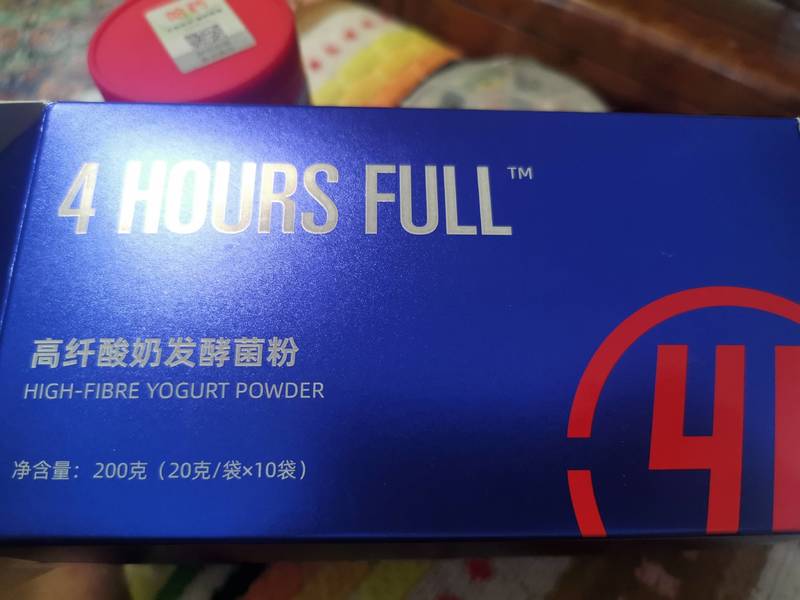 4 HOURS FULL™
高纤酸奶发酵菌粉
HIGH-FIBRE YOGURT POWDER
净含量：200克（20克/袋×10袋）
4